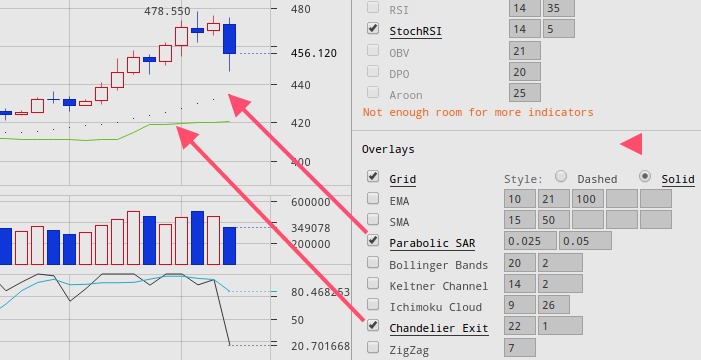 478.550
480
456.120
440
420
400
600000
349078
200000
80.468253
50
20.701668
RSI 14 35
StochRSI 14 5
OBV 21
DPO 20
Aroon 25
Not enough room for more indicators
Overlays
Grid Style: Dashed Solid
EMA 10 21 100
SMA 15 50
Parabolic SAR 0.025 0.05
Bollinger Bands 20 2
Keltner Channel 14 2
Ichimoku Cloud 9 26
Chandelier Exit 22 1
ZigZag 7